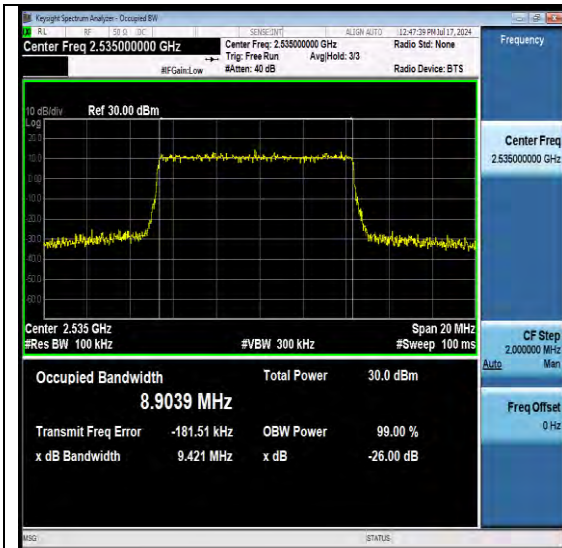 Keysight Spectrum Analyzer - Occupied BW
RL RF 50 Ω DC SENSE:INT ALIGN AUTO 12:47:39 PM Jul 17, 2024
Center Freq 2.535000000 GHz Center Freq: 2.535000000 GHz Radio Std: None Frequency
Trig: Free Run Avg|Hold: 3/3
#IFGain:Low #Atten: 40 dB Radio Device: BTS
10 dB/div Ref 30.00 dBm
Log
20.0
10.0
0.00
-10.0
-20.0
-30.0
-40.0
-50.0
-60.0
Center Freq
2.535000000 GHz
Center 2.535 GHz Span 20 MHz
#Res BW 100 kHz #VBW 300 kHz #Sweep 100 ms
CF Step
2.000000 MHz
Auto Man
Occupied Bandwidth Total Power 30.0 dBm
8.9039 MHz
Freq Offset
0 Hz
Transmit Freq Error -181.51 kHz OBW Power 99.00 %
x dB Bandwidth 9.421 MHz x dB -26.00 dB
MSG STATUS